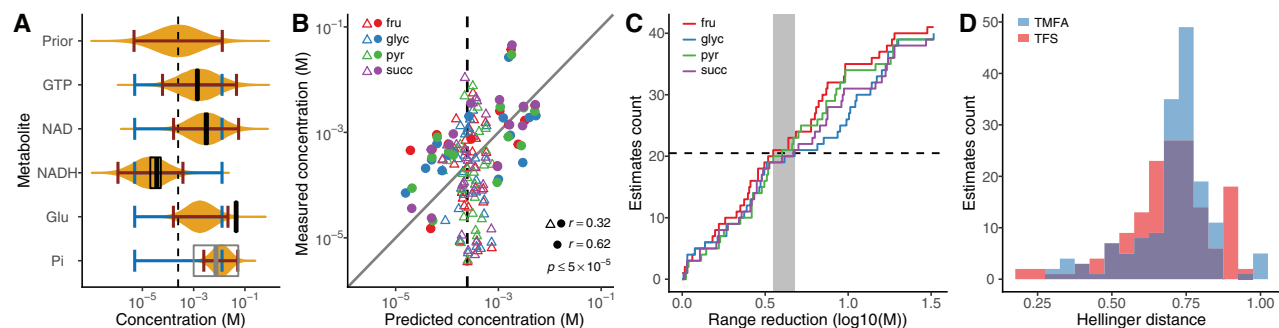 A
Metabolite
Prior
GTP
NAD
NADH
Glu
Pi
10⁻⁵ 10⁻³ 10⁻¹
Concentration (M)
B
Measured concentration (M)
10⁻¹
10⁻³
10⁻⁵
fru
glyc
pyr
succ
r = 0.32
r = 0.62
p ≤ 5 × 10⁻⁵
10⁻⁵ 10⁻³ 10⁻¹
Predicted concentration (M)
C
Estimates count
40
30
20
10
0
fru
glyc
pyr
succ
0.0 0.5 1.0 1.5
Range reduction (log10(M))
D
Estimates count
50
40
30
20
10
0
TMFA
TFS
0.25 0.50 0.75 1.00
Hellinger distance